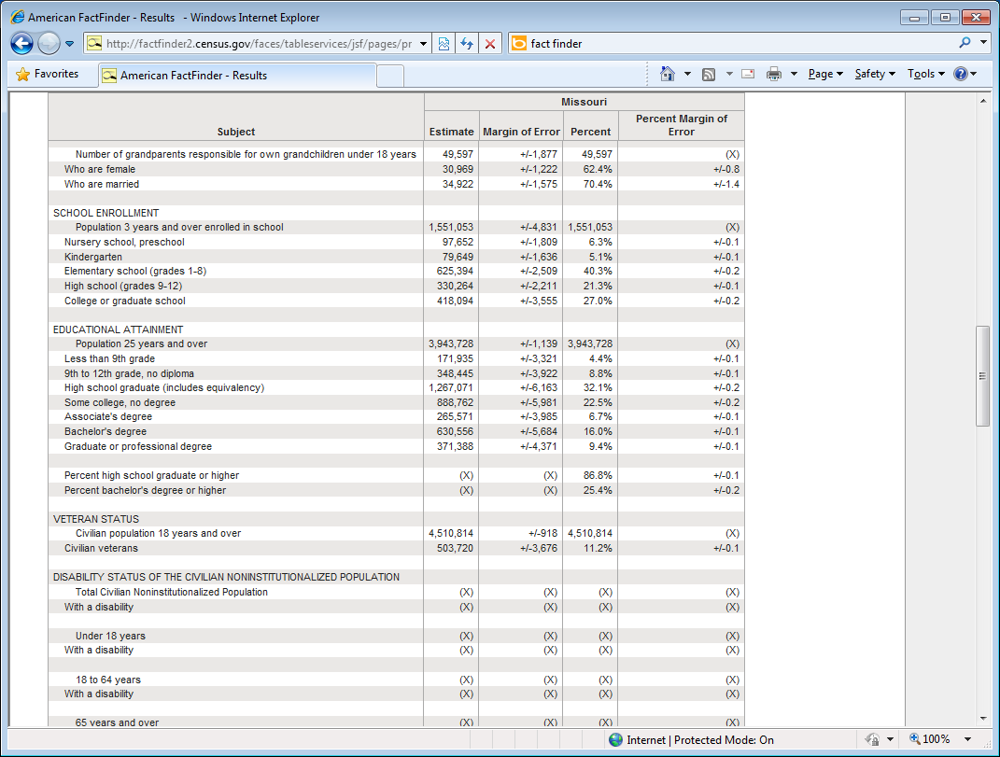 American FactFinder - Results - Windows Internet Explorer
http://factfinder2.census.gov/faces/tableservices/jsf/pages/pr
fact finder
Favorites
American FactFinder - Results
Page Safety Tools
Missouri
Subject Estimate Margin of Error Percent Percent Margin of Error
Number of grandparents responsible for own grandchildren under 18 years 49,597 +/-1,877 49,597 (X)
Who are female 30,969 +/-1,222 62.4% +/-0.8
Who are married 34,922 +/-1,575 70.4% +/-1.4
SCHOOL ENROLLMENT
Population 3 years and over enrolled in school 1,551,053 +/-4,831 1,551,053 (X)
Nursery school, preschool 97,652 +/-1,809 6.3% +/-0.1
Kindergarten 79,649 +/-1,636 5.1% +/-0.1
Elementary school (grades 1-8) 625,394 +/-2,509 40.3% +/-0.2
High school (grades 9-12) 330,264 +/-2,211 21.3% +/-0.1
College or graduate school 418,094 +/-3,555 27.0% +/-0.2
EDUCATIONAL ATTAINMENT
Population 25 years and over 3,943,728 +/-1,139 3,943,728 (X)
Less than 9th grade 171,935 +/-3,321 4.4% +/-0.1
9th to 12th grade, no diploma 348,445 +/-3,922 8.8% +/-0.1
High school graduate (includes equivalency) 1,267,071 +/-6,163 32.1% +/-0.2
Some college, no degree 888,762 +/-5,981 22.5% +/-0.2
Associate's degree 265,571 +/-3,985 6.7% +/-0.1
Bachelor's degree 630,556 +/-5,684 16.0% +/-0.1
Graduate or professional degree 371,388 +/-4,371 9.4% +/-0.1
Percent high school graduate or higher (X) (X) 86.8% +/-0.1
Percent bachelor's degree or higher (X) (X) 25.4% +/-0.2
VETERAN STATUS
Civilian population 18 years and over 4,510,814 +/-918 4,510,814 (X)
Civilian veterans 503,720 +/-3,676 11.2% +/-0.1
DISABILITY STATUS OF THE CIVILIAN NONINSTITUTIONALIZED POPULATION
Total Civilian Noninstitutionalized Population (X) (X) (X) (X)
With a disability (X) (X) (X) (X)
Under 18 years (X) (X) (X) (X)
With a disability (X) (X) (X) (X)
18 to 64 years (X) (X) (X) (X)
With a disability (X) (X) (X) (X)
65 years and over (X) (X) (X) (X)
Internet | Protected Mode: On 100%